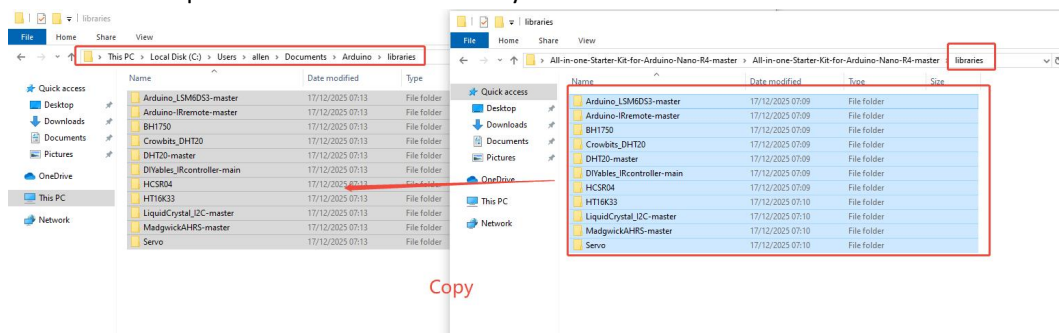 libraries
File Home Share View
This PC > Local Disk (C:) > Users > allen > Documents > Arduino > libraries
Name Date modified Type
Quick access
Desktop
Downloads
Documents
Pictures
OneDrive
This PC
Network
Arduino_LSM6DS3-master 17/12/2025 07:13 File folder
Arduino-IRremote-master 17/12/2025 07:13 File folder
BH1750 17/12/2025 07:13 File folder
Crowbits_DHT20 17/12/2025 07:13 File folder
DHT20-master 17/12/2025 07:13 File folder
DIYables_IRcontroller-main 17/12/2025 07:13 File folder
HCSR04 17/12/2025 07:13 File folder
HT16K33 17/12/2025 07:13 File folder
LiquidCrystal_I2C-master 17/12/2025 07:13 File folder
MadgwickAHRS-master 17/12/2025 07:13 File folder
Servo 17/12/2025 07:13 File folder
libraries
File Home Share View
All-in-one-Starter-Kit-for-Arduino-Nano-R4-master > All-in-one-Starter-Kit-for-Arduino-Nano-R4-master > libraries
Name Date modified Type Size
Quick access
Desktop
Downloads
Documents
Pictures
OneDrive
This PC
Network
Arduino_LSM6DS3-master 17/12/2025 07:09 File folder
Arduino-IRremote-master 17/12/2025 07:09 File folder
BH1750 17/12/2025 07:09 File folder
Crowbits_DHT20 17/12/2025 07:09 File folder
DHT20-master 17/12/2025 07:09 File folder
DIYables_IRcontroller-main 17/12/2025 07:09 File folder
HCSR04 17/12/2025 07:09 File folder
HT16K33 17/12/2025 07:10 File folder
LiquidCrystal_I2C-master 17/12/2025 07:10 File folder
MadgwickAHRS-master 17/12/2025 07:10 File folder
Servo 17/12/2025 07:10 File folder
Copy